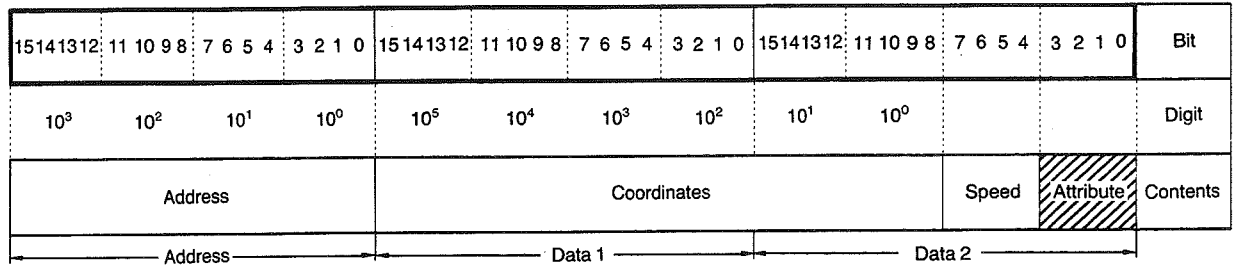 15 14 13 12 11 10 9 8 7 6 5 4 3 2 1 0 15 14 13 12 11 10 9 8 7 6 5 4 3 2 1 0 15 14 13 12 11 10 9 8 7 6 5 4 3 2 1 0 Bit
10³ 10² 10¹ 10⁰ 10⁵ 10⁴ 10³ 10² 10¹ 10⁰ Digit
Address Coordinates Speed Attribute Contents
Address Data 1 Data 2